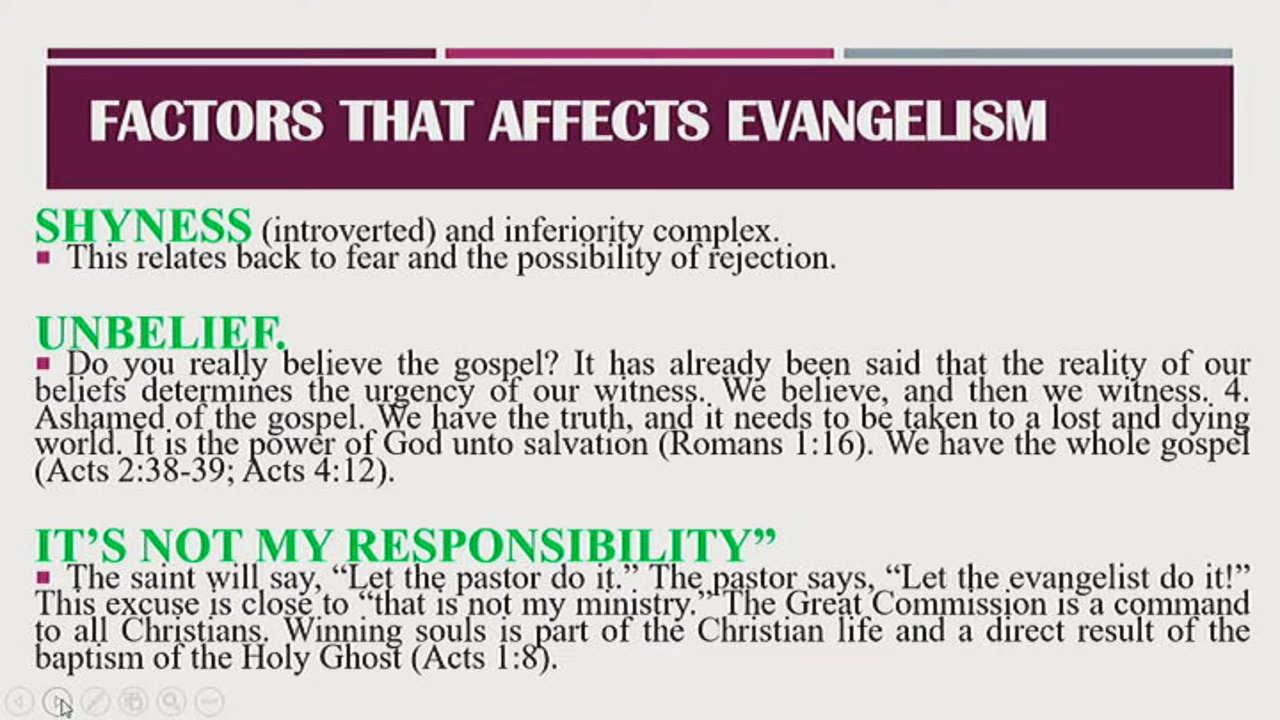 FACTORS THAT AFFECTS EVANGELISM
SHYNESS (introverted) and inferiority complex.
▪ This relates back to fear and the possibility of rejection.
UNBELIEF.
▪ Do you really believe the gospel? It has already been said that the reality of our
beliefs determines the urgency of our witness. We believe, and then we witness. 4.
Ashamed of the gospel. We have the truth, and it needs to be taken to a lost and dying
world. It is the power of God unto salvation (Romans 1:16). We have the whole gospel
(Acts 2:38-39; Acts 4:12).
IT’S NOT MY RESPONSIBILITY”
▪ The saint will say, “Let the pastor do it.” The pastor says, “Let the evangelist do it!”
This excuse is close to “that is not my ministry.” The Great Commission is a command
to all Christians. Winning souls is part of the Christian life and a direct result of the
baptism of the Holy Ghost (Acts 1:8).